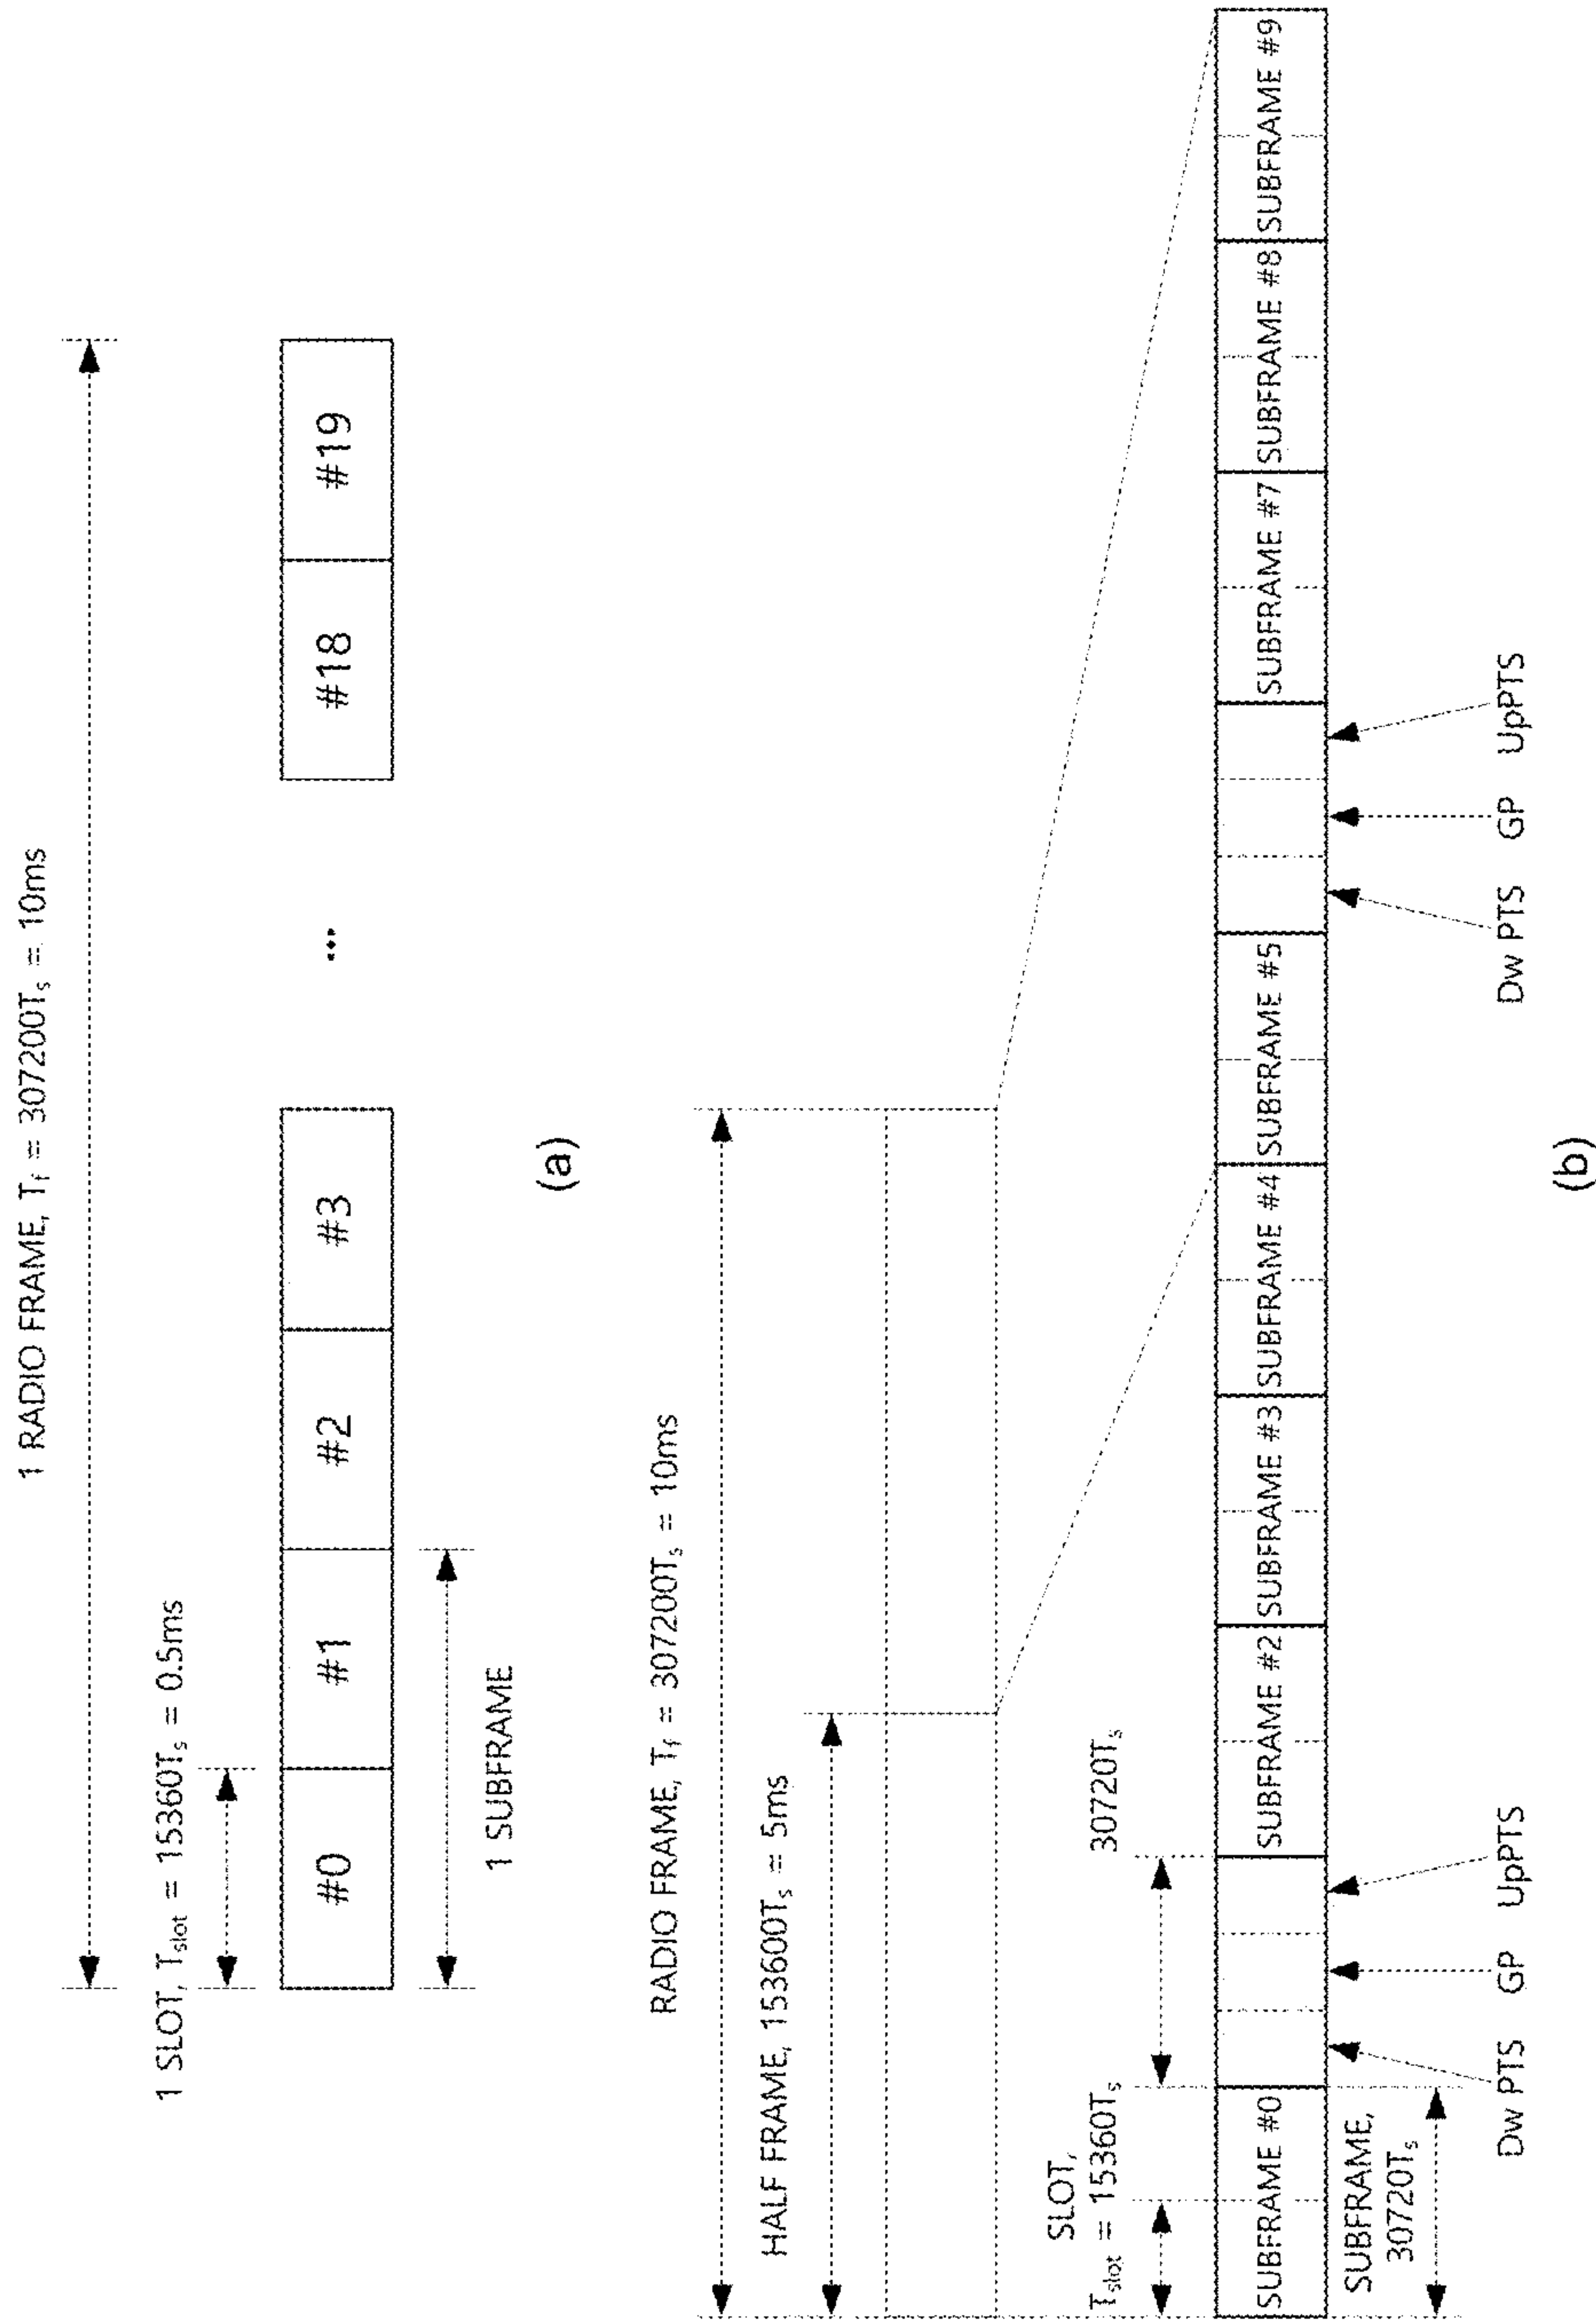 1 RADIO FRAME, Tf = 307200Ts = 10ms
1 SLOT, Tslot = 15360Ts = 0.5ms
#0 #1 #2 #3 ... #18 #19
1 SUBFRAME
(a)
RADIO FRAME, Tf = 307200Ts = 10ms
HALF FRAME, 153600Ts = 5ms
SLOT,
Tslot = 15360Ts
30720Ts
SUBFRAME #0 SUBFRAME #2 SUBFRAME #3 SUBFRAME #4 SUBFRAME #5 SUBFRAME #7 SUBFRAME #8 SUBFRAME #9
SUBFRAME,
30720Ts
Dw PTS GP UpPTS Dw PTS GP UpPTS
(b)